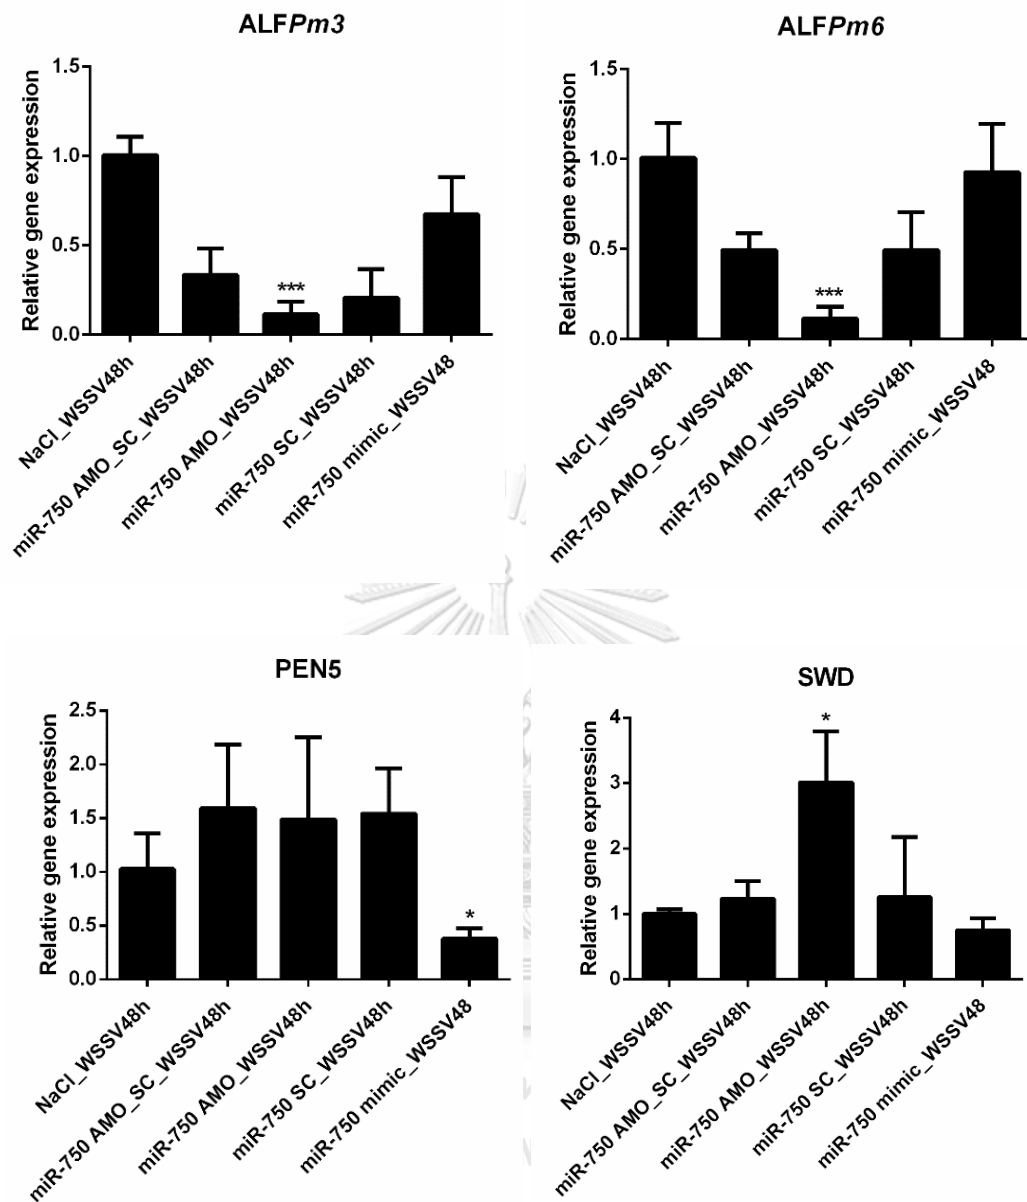 ALFPm3
Relative gene expression
1.5
1.0
0.5
0.0
***
NaCl_WSSV48h
miR-750 AMO_SC_WSSV48h
miR-750 AMO_WSSV48h
miR-750 SC_WSSV48h
miR-750 mimic_WSSV48
ALFPm6
Relative gene expression
1.5
1.0
0.5
0.0
***
NaCl_WSSV48h
miR-750 AMO_SC_WSSV48h
miR-750 AMO_WSSV48h
miR-750 SC_WSSV48h
miR-750 mimic_WSSV48
PEN5
Relative gene expression
2.5
2.0
1.5
1.0
0.5
0.0
*
NaCl_WSSV48h
miR-750 AMO_SC_WSSV48h
miR-750 AMO_WSSV48h
miR-750 SC_WSSV48h
miR-750 mimic_WSSV48
SWD
Relative gene expression
4
3
2
1
0
*
NaCl_WSSV48h
miR-750 AMO_SC_WSSV48h
miR-750 AMO_WSSV48h
miR-750 SC_WSSV48h
miR-750 mimic_WSSV48